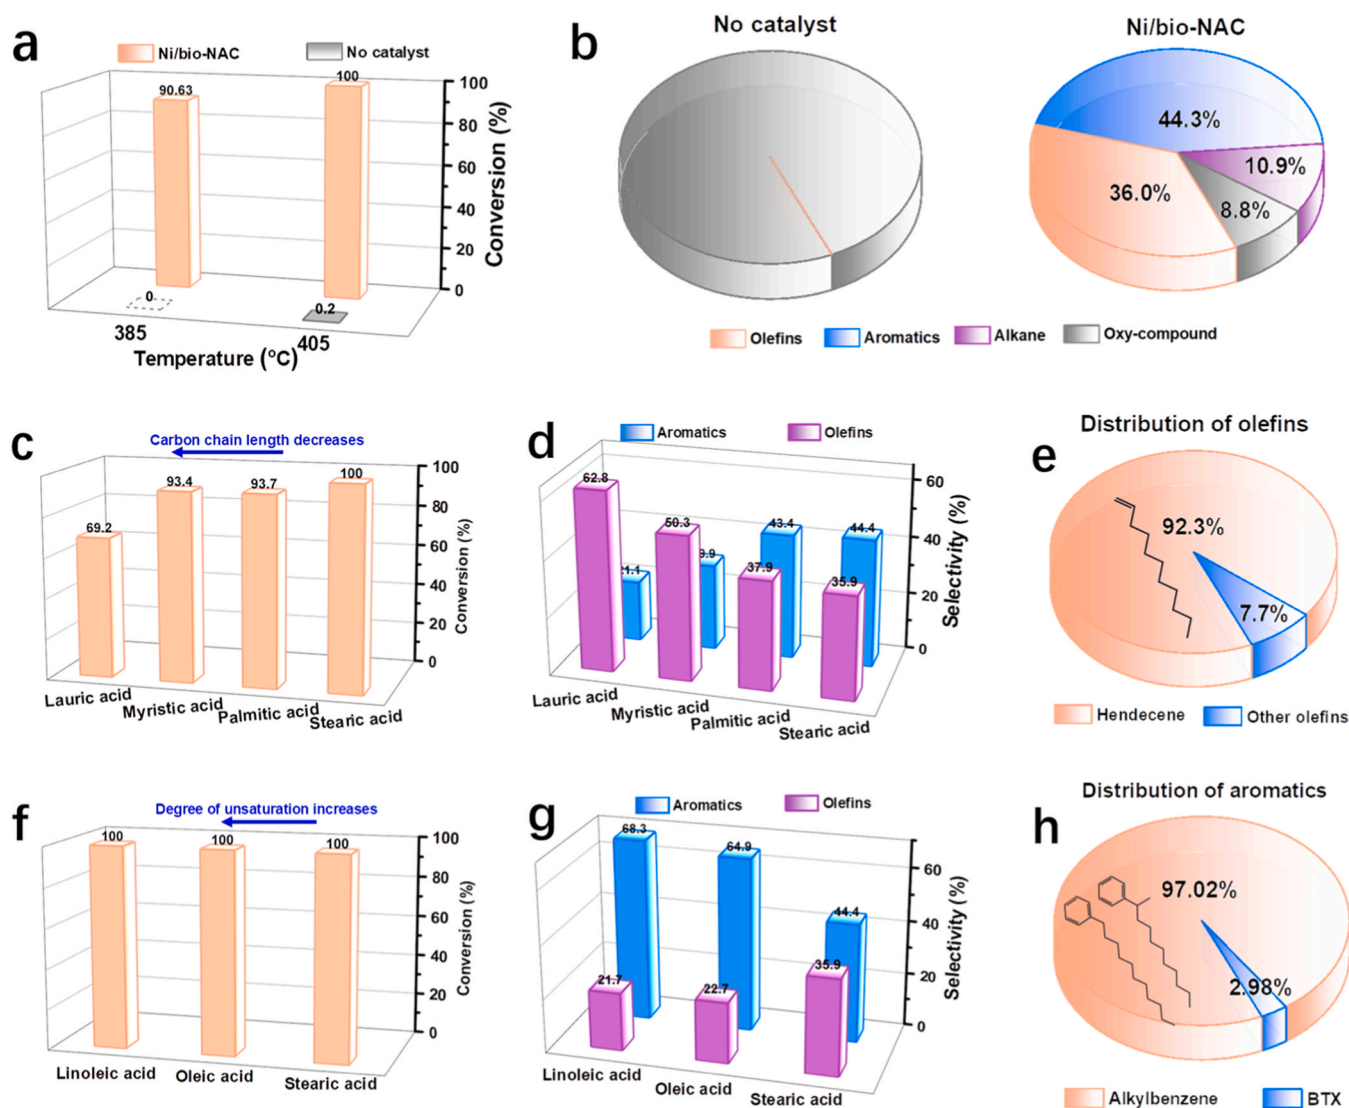 a
Ni/bio-NAC
No catalyst
90.63
100
0
0.2
100
80
60
40
20
0
Conversion (%)
385
405
Temperature (°C)
b
No catalyst
Ni/bio-NAC
44.3%
10.9%
36.0%
8.8%
Olefins
Aromatics
Alkane
Oxy-compound
c
Carbon chain length decreases
69.2
93.4
93.7
100
100
80
60
40
20
0
Conversion (%)
Lauric acid
Myristic acid
Palmitic acid
Stearic acid
d
Aromatics
Olefins
62.8
50.3
43.4
44.4
37.9
35.9
60
40
20
0
Selectivity (%)
Lauric acid
Myristic acid
Palmitic acid
Stearic acid
e
Distribution of olefins
92.3%
7.7%
Hendecene
Other olefins
f
Degree of unsaturation increases
100
100
100
100
80
60
40
20
0
Conversion (%)
Linoleic acid
Oleic acid
Stearic acid
g
Aromatics
Olefins
68.3
64.9
44.4
21.7
22.7
35.9
60
40
20
0
Selectivity (%)
Linoleic acid
Oleic acid
Stearic acid
h
Distribution of aromatics
97.02%
2.98%
Alkylbenzene
BTX